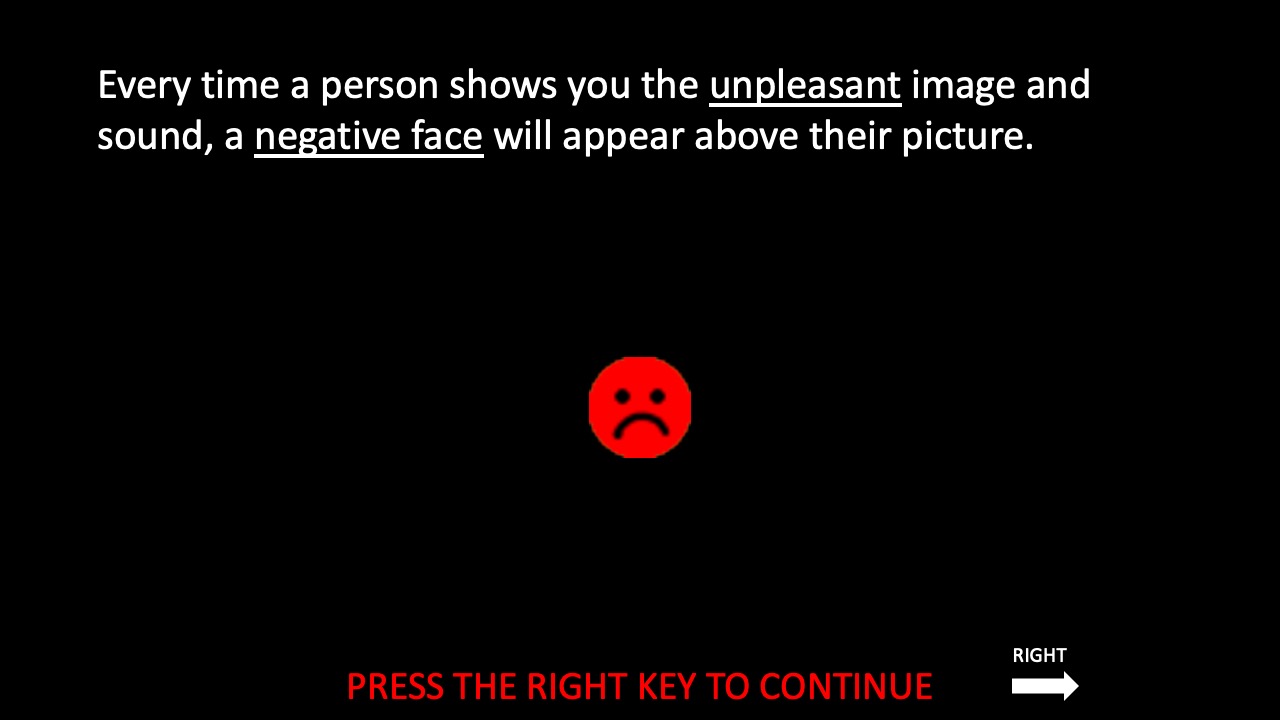 Every time a person shows you the unpleasant image and
sound, a negative face will appear above their picture.
RIGHT
PRESS THE RIGHT KEY TO CONTINUE